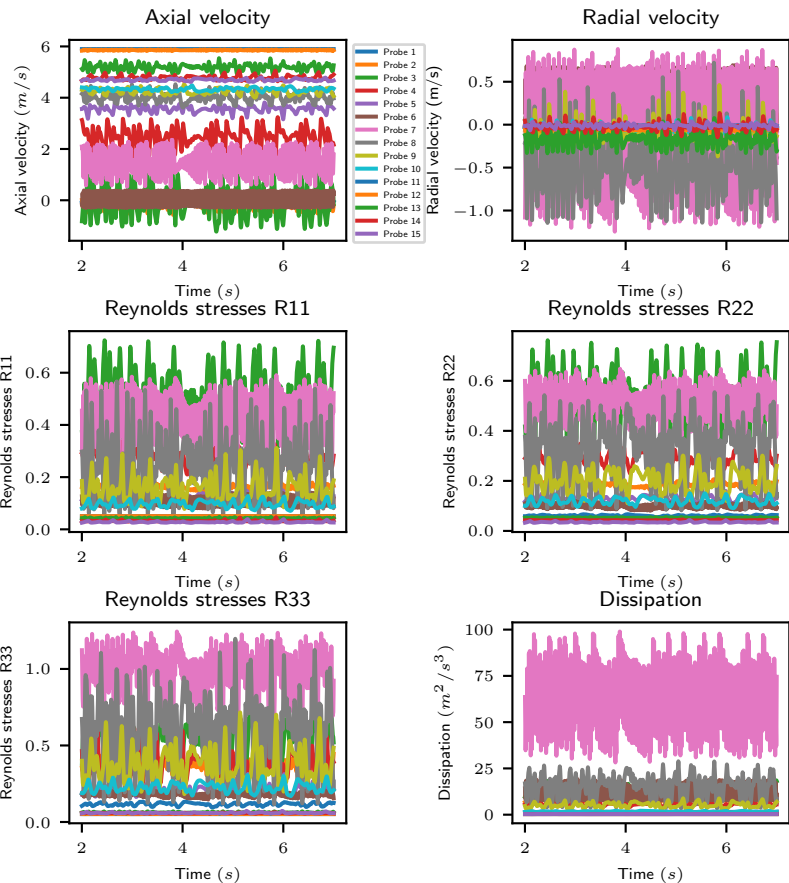 Axial velocity
Axial velocity (m/s)
6
4
2
0
2
4
6
Time (s)
Probe 1
Probe 2
Probe 3
Probe 4
Probe 5
Probe 6
Probe 7
Probe 8
Probe 9
Probe 10
Probe 11
Probe 12
Probe 13
Probe 14
Probe 15
Radial velocity
Radial velocity (m/s)
0.5
0.0
−0.5
−1.0
2
4
6
Time (s)
Reynolds stresses R11
Reynolds stresses R11
0.6
0.4
0.2
0.0
2
4
6
Time (s)
Reynolds stresses R22
Reynolds stresses R22
0.6
0.4
0.2
0.0
2
4
6
Time (s)
Reynolds stresses R33
Reynolds stresses R33
1.0
0.5
0.0
2
4
6
Time (s)
Dissipation
Dissipation (m²/s³)
100
75
50
25
0
2
4
6
Time (s)